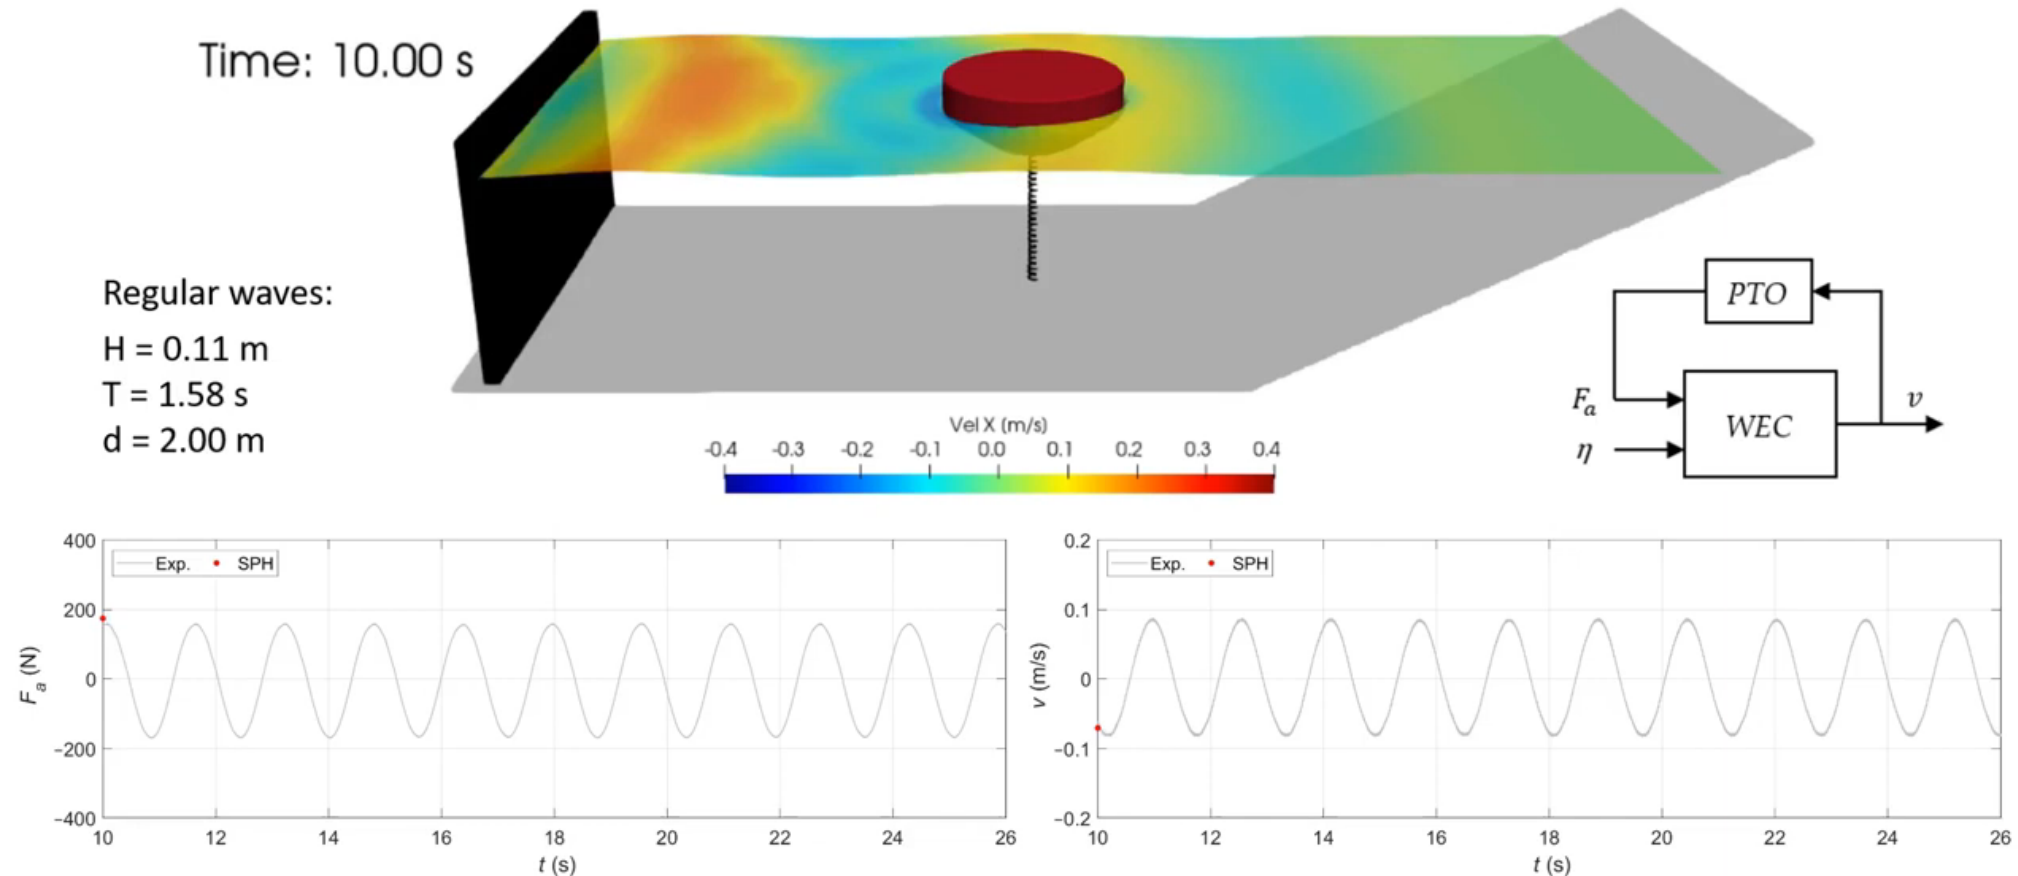 Time: 10.00 s
Regular waves:
H = 0.11 m
T = 1.58 s
d = 2.00 m
PTO
Fa
η
WEC
v
Vel X (m/s)
-0.4 -0.3 -0.2 -0.1 0.0 0.1 0.2 0.3 0.4
Exp. SPH
400
200
0
−200
−400
Fa (N)
10 12 14 16 18 20 22 24 26
t (s)
Exp. SPH
0.2
0.1
0
−0.1
−0.2
v (m/s)
10 12 14 16 18 20 22 24 26
t (s)